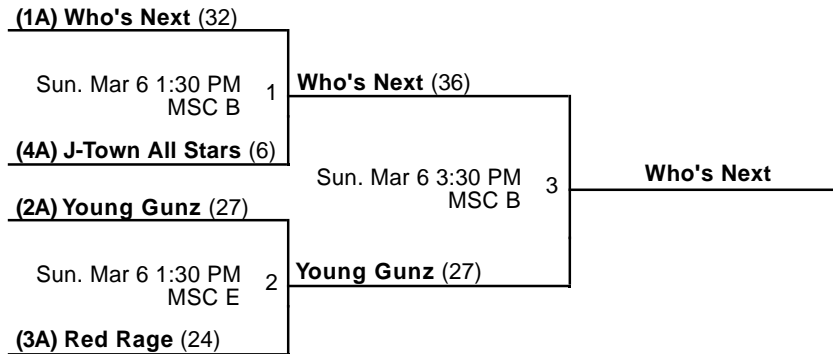 (1A) Who's Next (32)
Sun. Mar 6 1:30 PM
MSC B
1
Who's Next (36)
(4A) J-Town All Stars (6)
Sun. Mar 6 3:30 PM
MSC B
3
Who's Next
(2A) Young Gunz (27)
Sun. Mar 6 1:30 PM
MSC E
2
Young Gunz (27)
(3A) Red Rage (24)